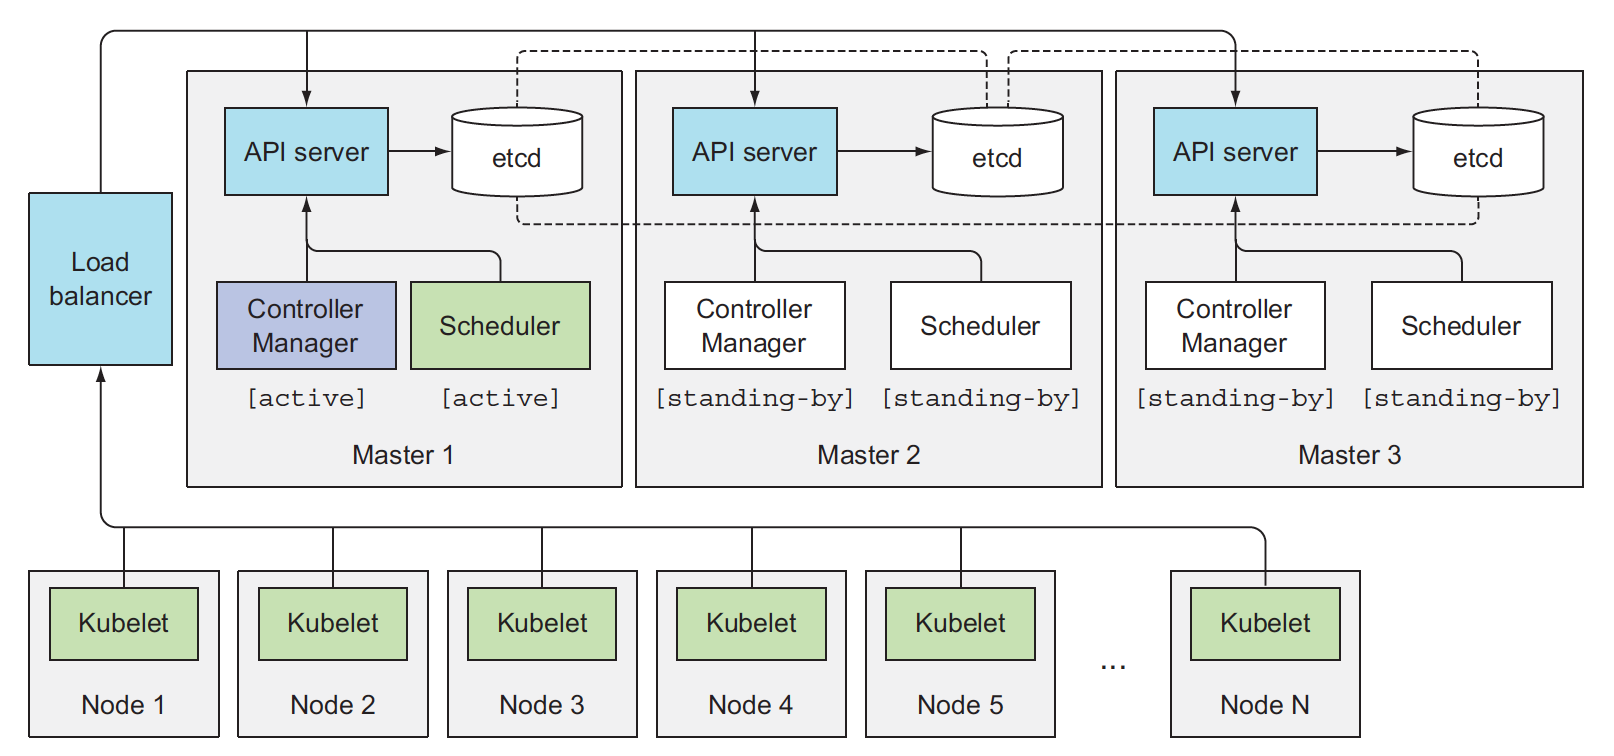 API server
etcd
API server
etcd
API server
etcd
Load
balancer
Controller
Manager
Scheduler
Controller
Manager
Scheduler
Controller
Manager
Scheduler
[active]
[active]
[standing-by]
[standing-by]
[standing-by]
[standing-by]
Master 1
Master 2
Master 3
Kubelet
Kubelet
Kubelet
Kubelet
Kubelet
Kubelet
...
Node 1
Node 2
Node 3
Node 4
Node 5
Node N